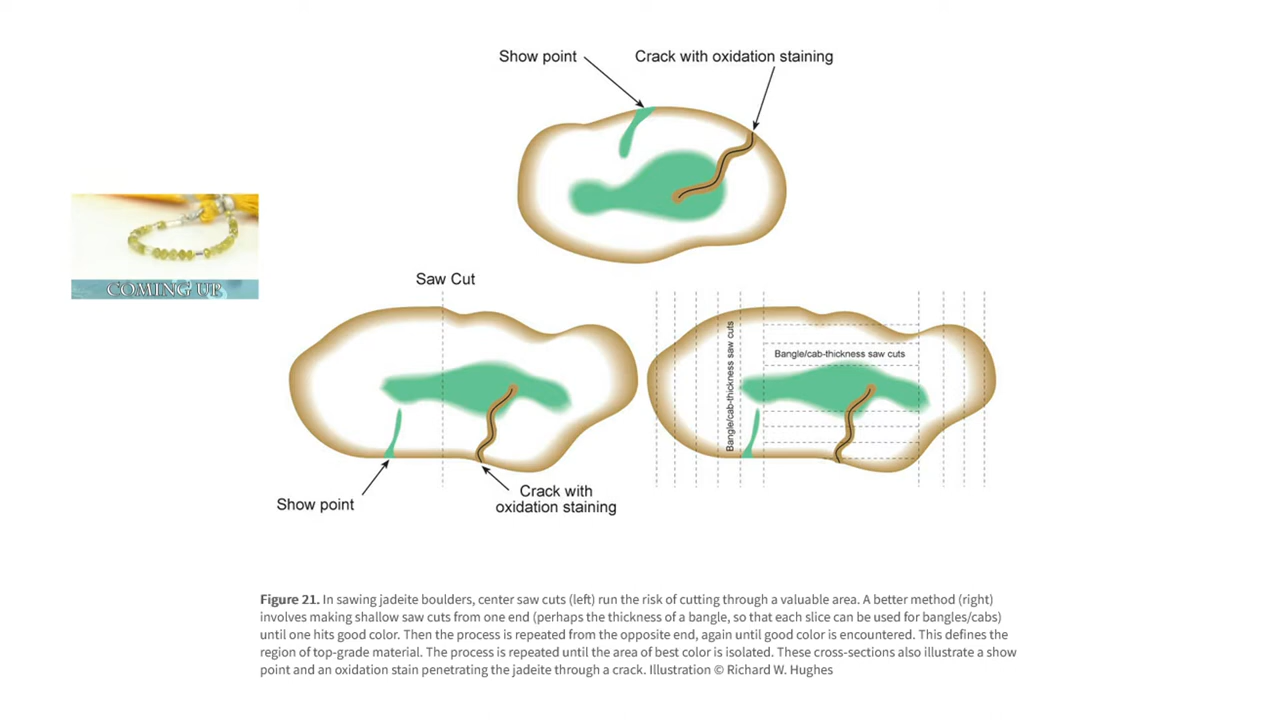 Show point
Crack with oxidation staining
COMING UP
Saw Cut
Bangle/cab-thickness saw cuts
Bangle/cab-thickness saw cuts
Show point
Crack with
oxidation staining
Figure 21. In sawing jadeite boulders, center saw cuts (left) run the risk of cutting through a valuable area. A better method (right)
involves making shallow saw cuts from one end (perhaps the thickness of a bangle, so that each slice can be used for bangles/cabs)
until one hits good color. Then the process is repeated from the opposite end, again until good color is encountered. This defines the
region of top-grade material. The process is repeated until the area of best color is isolated. These cross-sections also illustrate a show
point and an oxidation stain penetrating the jadeite through a crack. Illustration © Richard W. Hughes